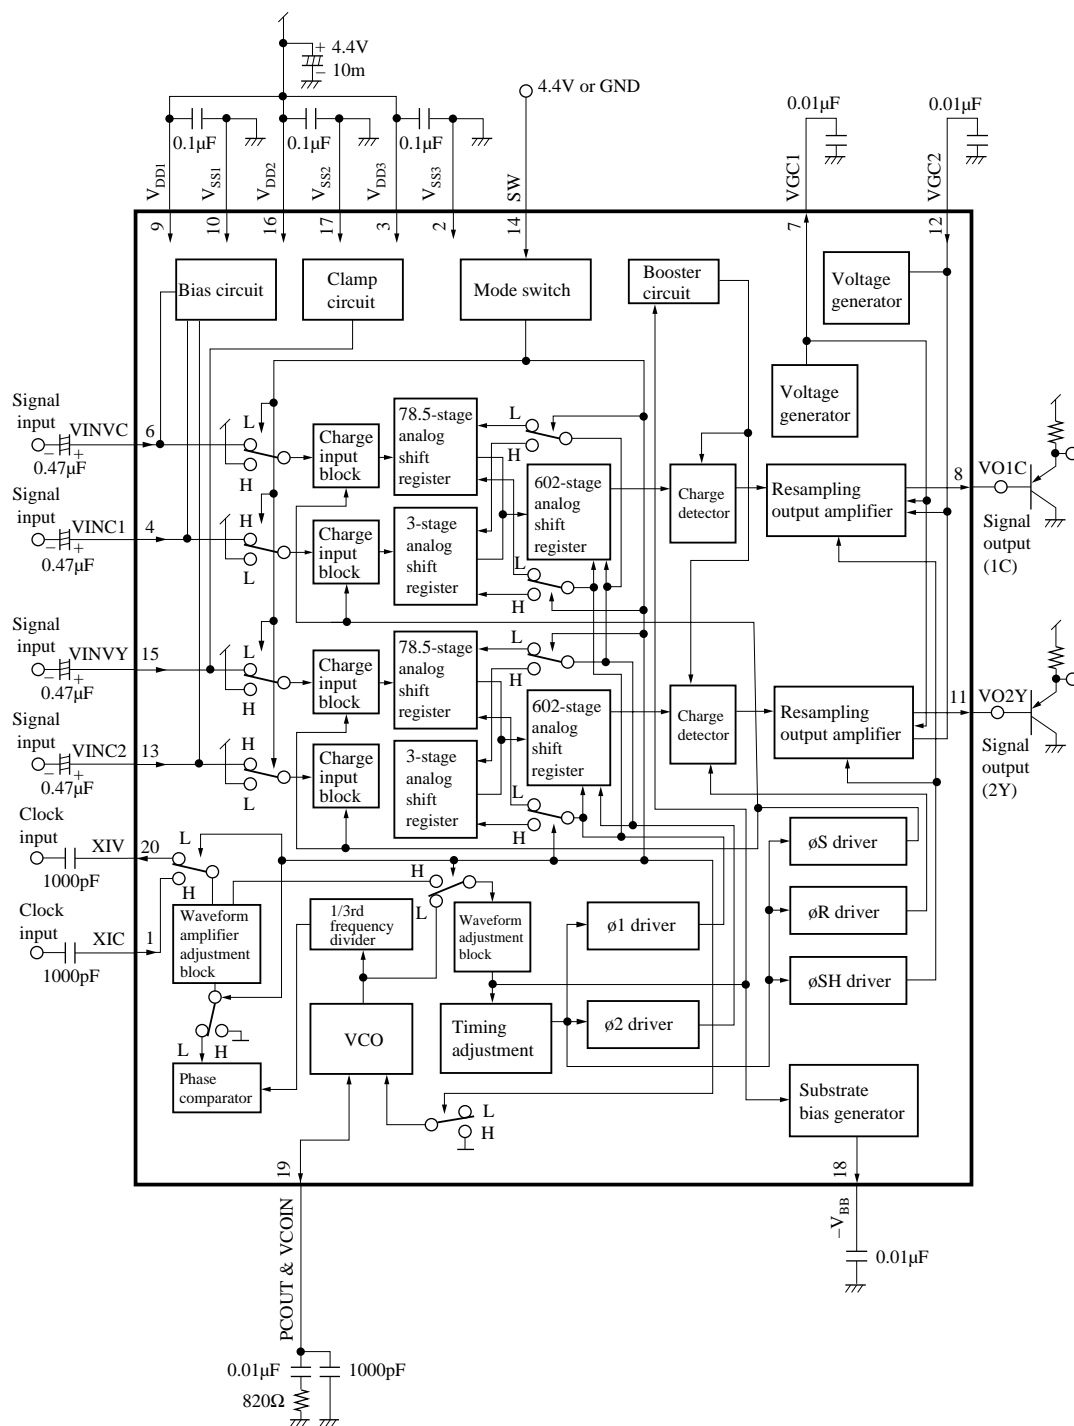 + 4.4V
– 10m
4.4V or GND
0.01µF
0.01µF
0.1µF
0.1µF
0.1µF
VDD1
VSS1
VDD2
VSS2
VDD3
VSS3
SW
VGC1
VGC2
9
10
16
17
3
2
14
7
12
Bias circuit
Clamp
circuit
Mode switch
Booster
circuit
Voltage
generator
Voltage
generator
Signal
input
VINVC
6
– +
0.47µF
L
H
Charge
input
block
78.5-stage
analog
shift
register
L
H
602-stage
analog
shift
register
Charge
detector
Resampling
output amplifier
8
VO1C
Signal
output
(1C)
Signal
input
VINC1
4
– +
0.47µF
H
L
Charge
input
block
3-stage
analog
shift
register
L
H
Signal
input
VINVY
15
– +
0.47µF
L
H
Charge
input
block
78.5-stage
analog
shift
register
L
H
602-stage
analog
shift
register
Charge
detector
Resampling
output amplifier
11
VO2Y
Signal
output
(2Y)
VINC2
13
Signal
input
– +
0.47µF
H
L
Charge
input
block
3-stage
analog
shift
register
L
H
Clock
input
XIV
20
1000pF
L
H
Clock
input
XIC
1
1000pF
Waveform
amplifier
adjustment
block
1/3rd
frequency
divider
H
L
Waveform
adjustment
block
ø1 driver
øS driver
øR driver
øSH driver
L
H
VCO
Timing
adjustment
ø2 driver
Phase
comparator
L
H
Substrate
bias generator
19
18
PCOUT & VCOIN
–VBB
0.01µF
0.01µF
1000pF
820Ω